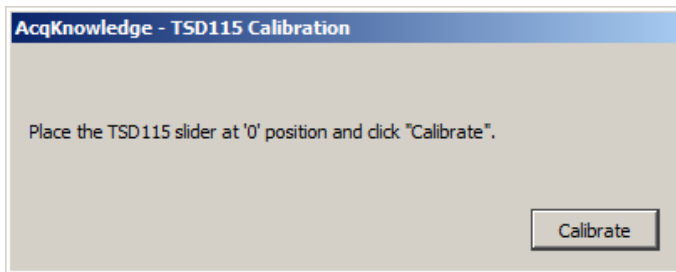 AcqKnowledge - TSD115 Calibration
Place the TSD115 slider at '0' position and click "Calibrate".
Calibrate